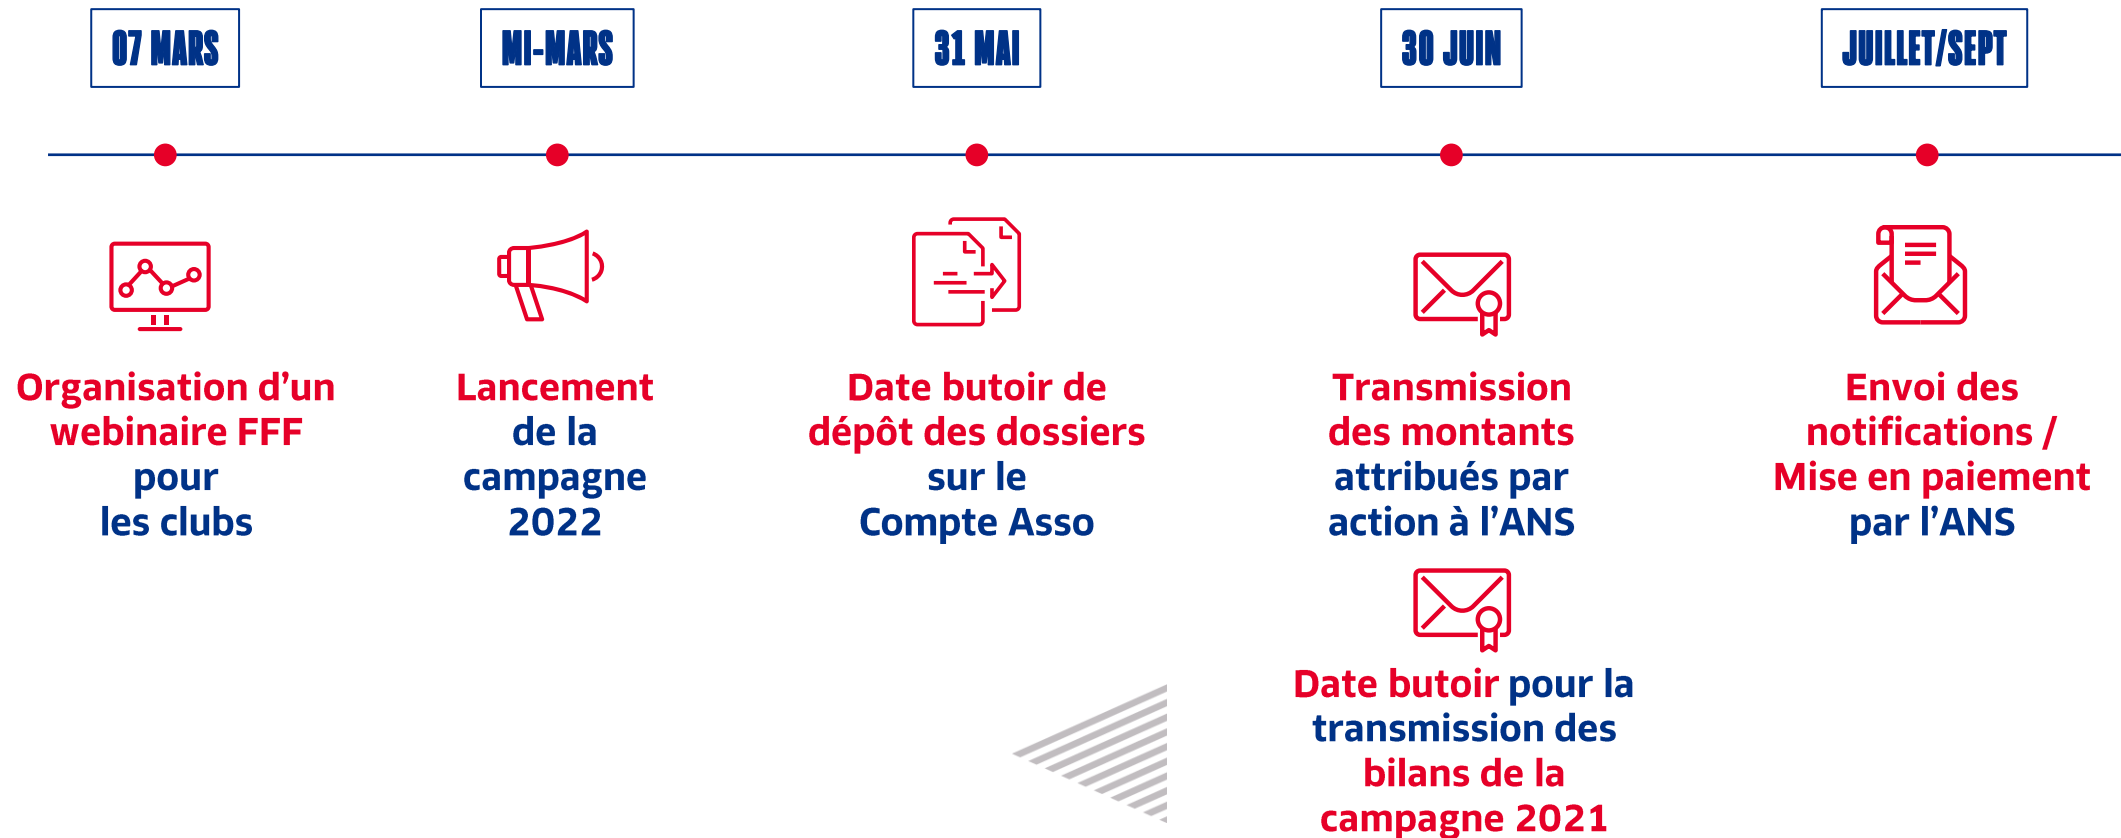 07 MARS
MI-MARS
31 MAI
30 JUIN
JUILLET/SEPT
Organisation d’un
webinaire FFF
pour
les clubs
Lancement
de la
campagne
2022
Date butoir de
dépôt des dossiers
sur le
Compte Asso
Transmission
des montants
attribués par
action à l’ANS
Date butoir pour la
transmission des
bilans de la
campagne 2021
Envoi des
notifications /
Mise en paiement
par l’ANS